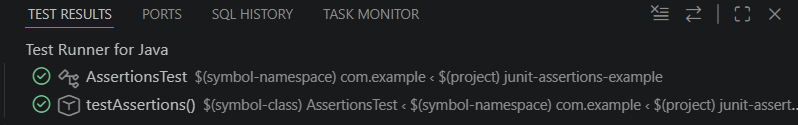 TEST RESULTS PORTS SQL HISTORY TASK MONITOR
Test Runner for Java
AssertionsTest $(symbol-namespace) com.example < $(project) junit-assertions-example
testAssertions() $(symbol-class) AssertionsTest < $(symbol-namespace) com.example < $(project) junit-assert...